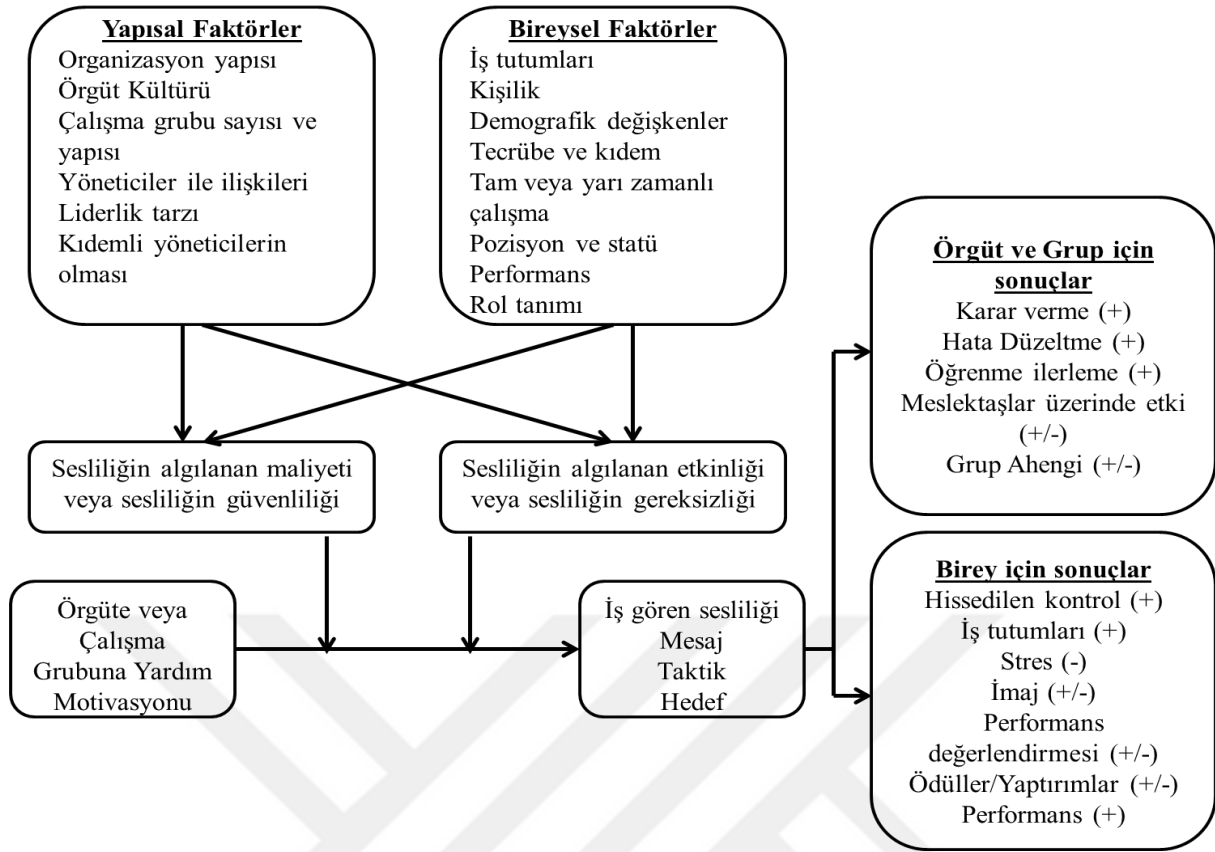 Yapısal Faktörler
Organizasyon yapısı
Örgüt Kültürü
Çalışma grubu sayısı ve
yapısı
Yöneticiler ile ilişkileri
Liderlik tarzı
Kıdemli yöneticilerin
olması
Bireysel Faktörler
İş tutumları
Kişilik
Demografik değişkenler
Tecrübe ve kıdem
Tam veya yarı zamanlı
çalışma
Pozisyon ve statü
Performans
Rol tanımı
Sesliliğin algılanan maliyeti
veya sesliliğin güvenliliği
Sesliliğin algılanan etkinliği
veya sesliliğin gereksizliği
Örgüte veya
Çalışma
Grubuna Yardım
Motivasyonu
İş gören sesliliği
Mesaj
Taktik
Hedef
Örgüt ve Grup için
sonuçlar
Karar verme (+)
Hata Düzeltme (+)
Öğrenme ilerleme (+)
Meslektaşlar üzerinde etki
(+/-)
Grup Ahengi (+/-)
Birey için sonuçlar
Hissedilen kontrol (+)
İş tutumları (+)
Stres (-)
İmaj (+/-)
Performans
değerlendirmesi (+/-)
Ödüller/Yaptırımlar (+/-)
Performans (+)